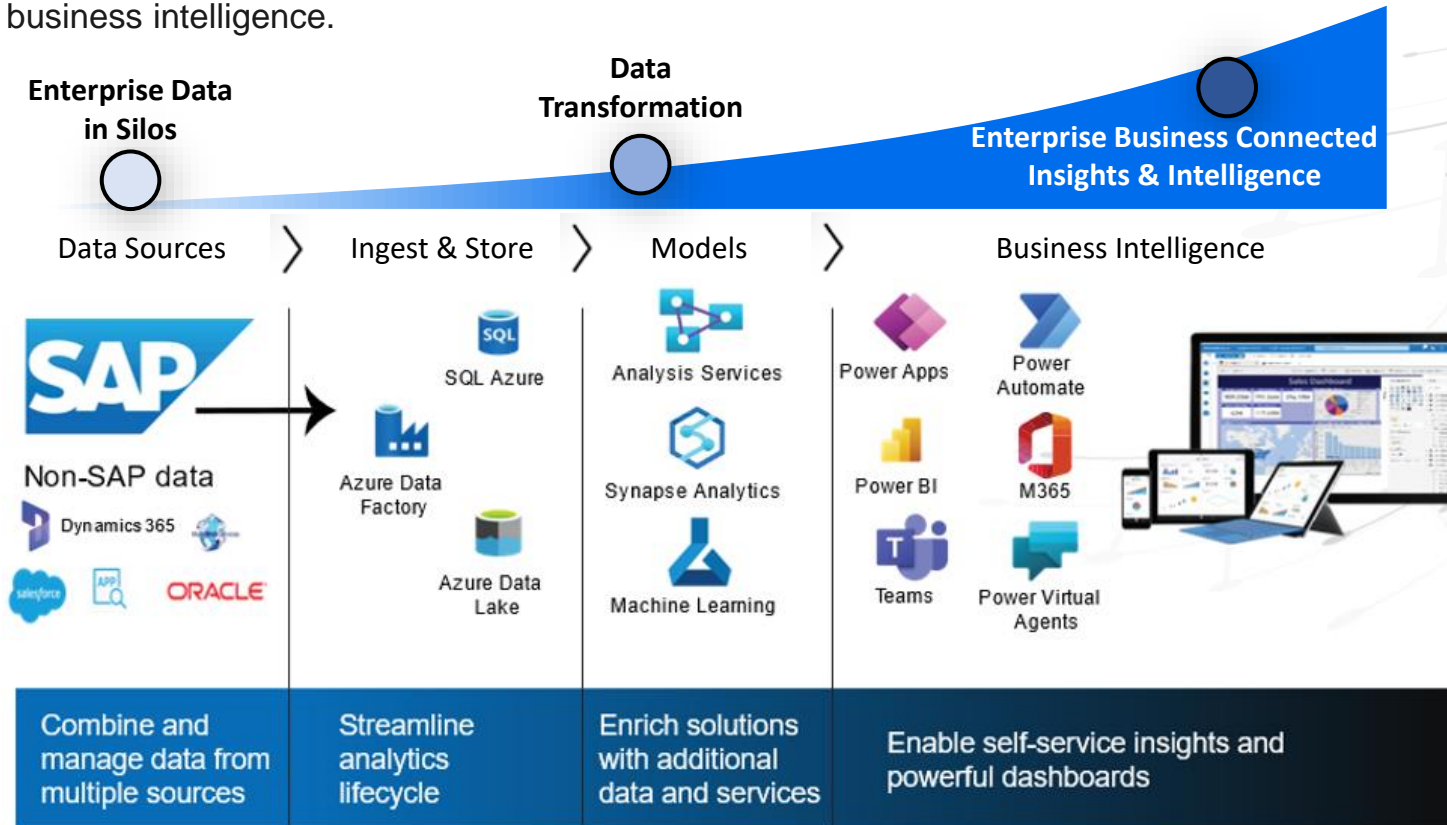 business intelligence.
Enterprise Data
in Silos
Data
Transformation
Enterprise Business Connected
Insights & Intelligence
Data Sources
Ingest & Store
Models
Business Intelligence
SAP
Non-SAP data
Dynamics 365
salesforce
APP
ORACLE
SQL
SQL Azure
Azure Data
Factory
Azure Data
Lake
Analysis Services
Synapse Analytics
Machine Learning
Power Apps
Power
Automate
Power BI
M365
T
Teams
Power Virtual
Agents
Sales Dashboard
Combine and
manage data from
multiple sources
Streamline
analytics
lifecycle
Enrich solutions
with additional
data and services
Enable self-service insights and
powerful dashboards